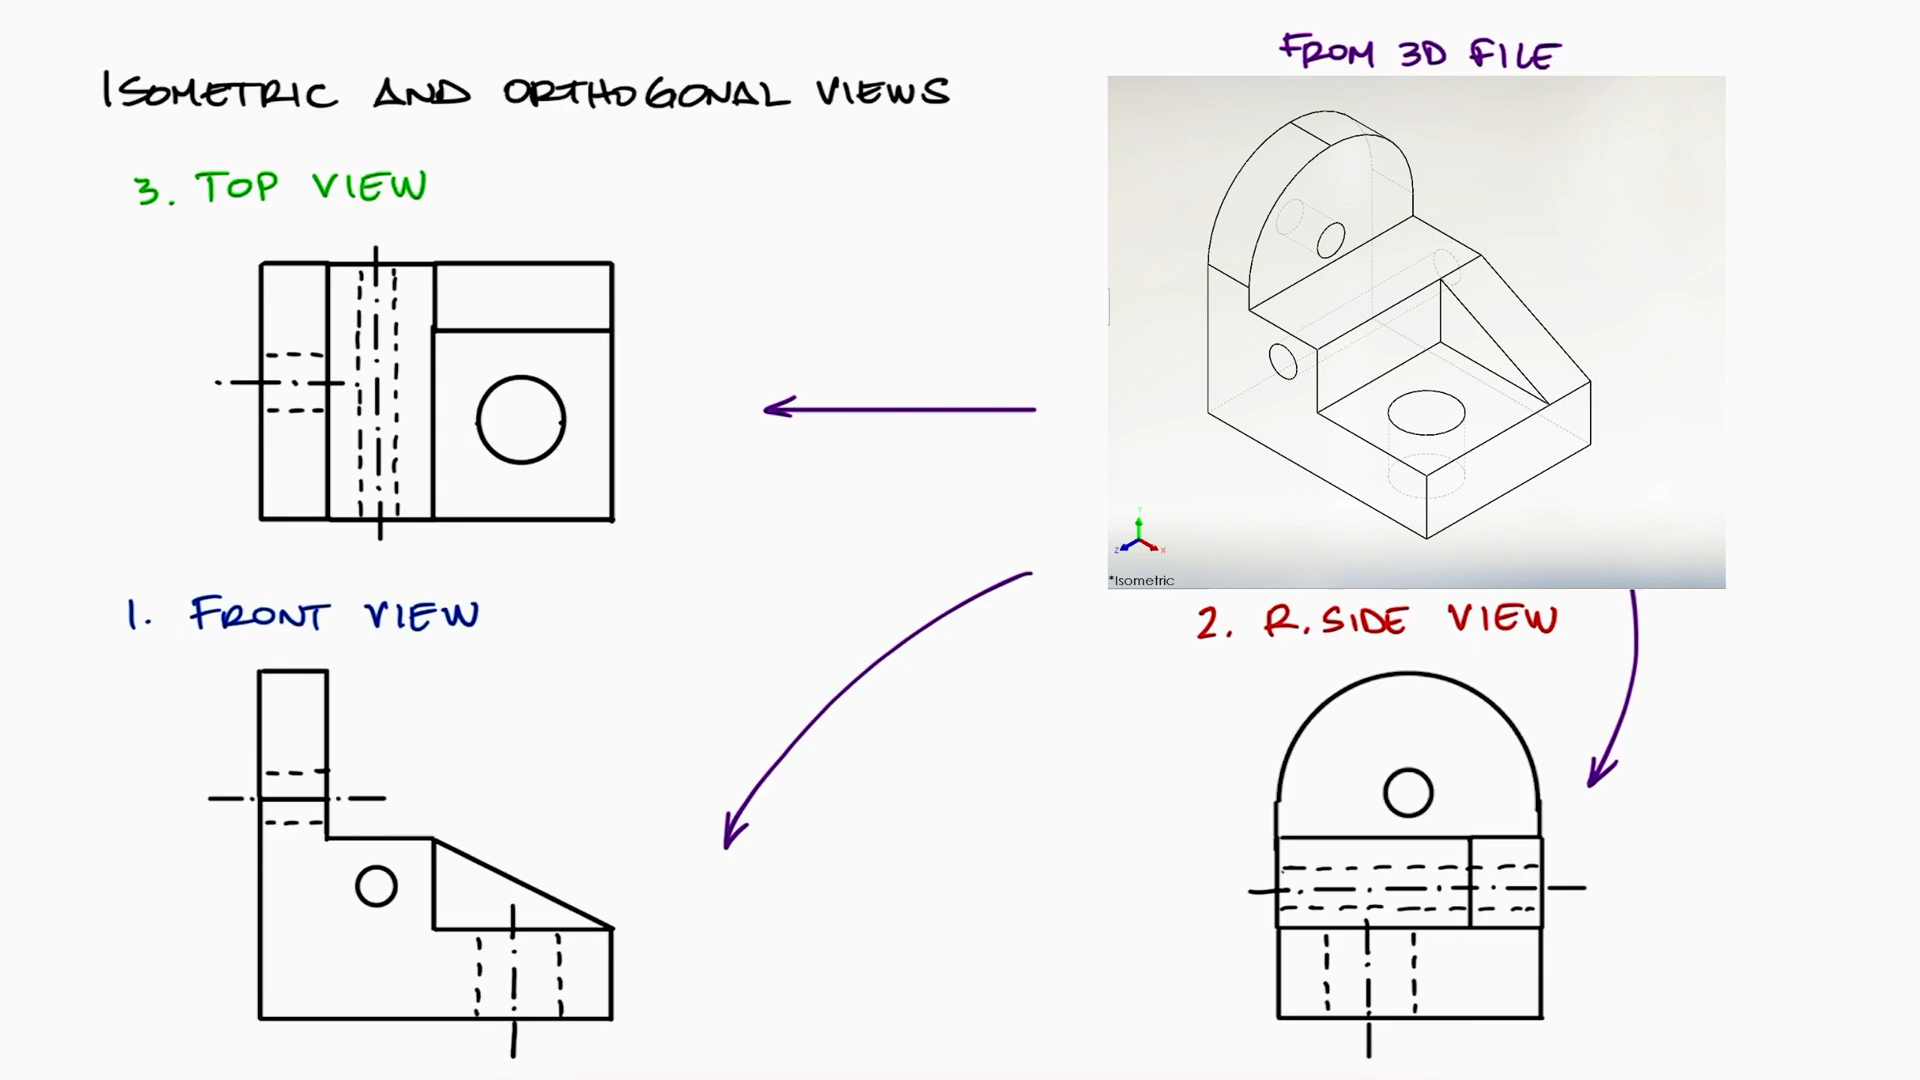 FROM 3D FILE
ISOMETRIC AND ORTHOGONAL VIEWS
3. TOP VIEW
Y
Z
X
*Isometric
1. FRONT VIEW
2. R. SIDE VIEW